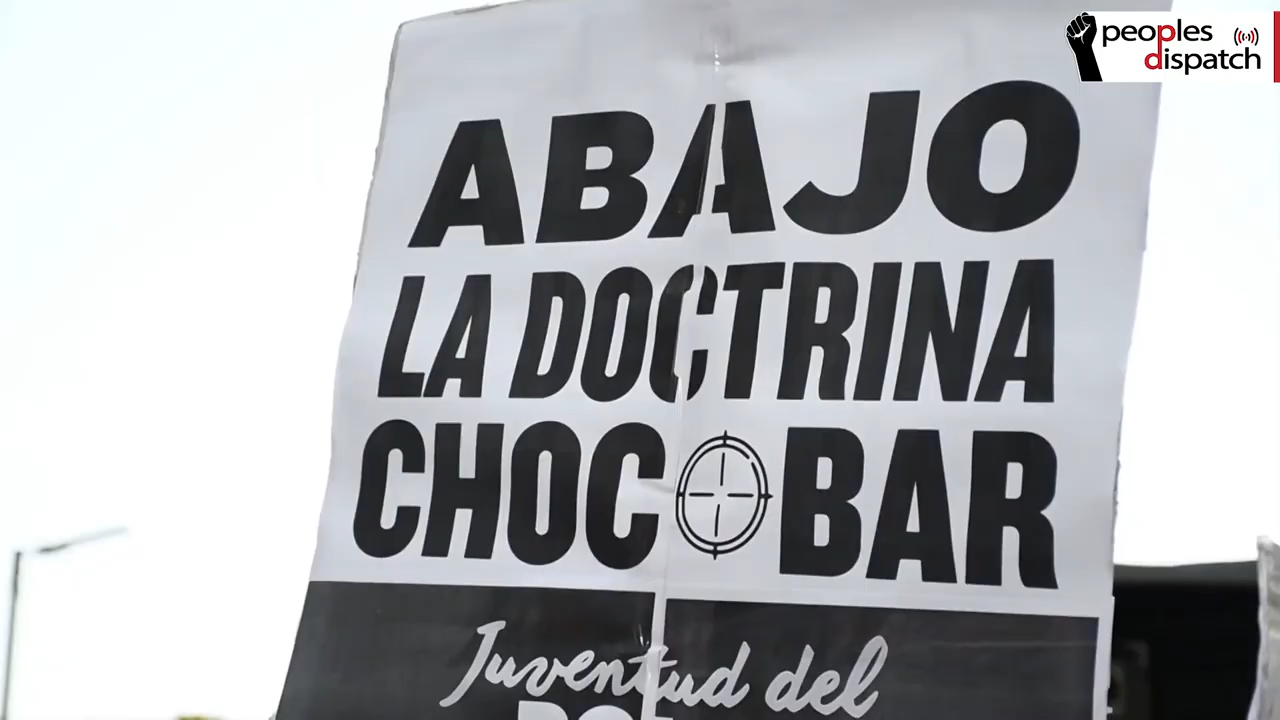 peoples
dispatch
ABAJO
LA DOCTRINA
CHOCOBAR
Juventud del